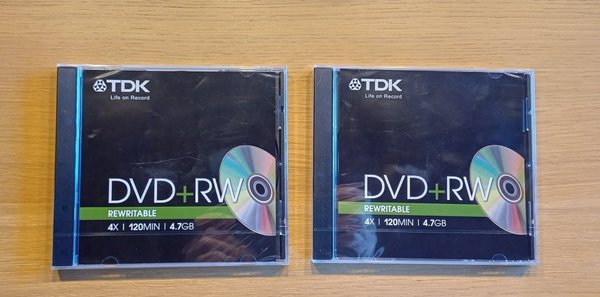 TDK
Life on Record
DVD+RW
REWRITABLE
4X | 120MIN | 4.7GB
TDK
Life on Record
DVD+RW
REWRITABLE
4X | 120MIN | 4.7GB